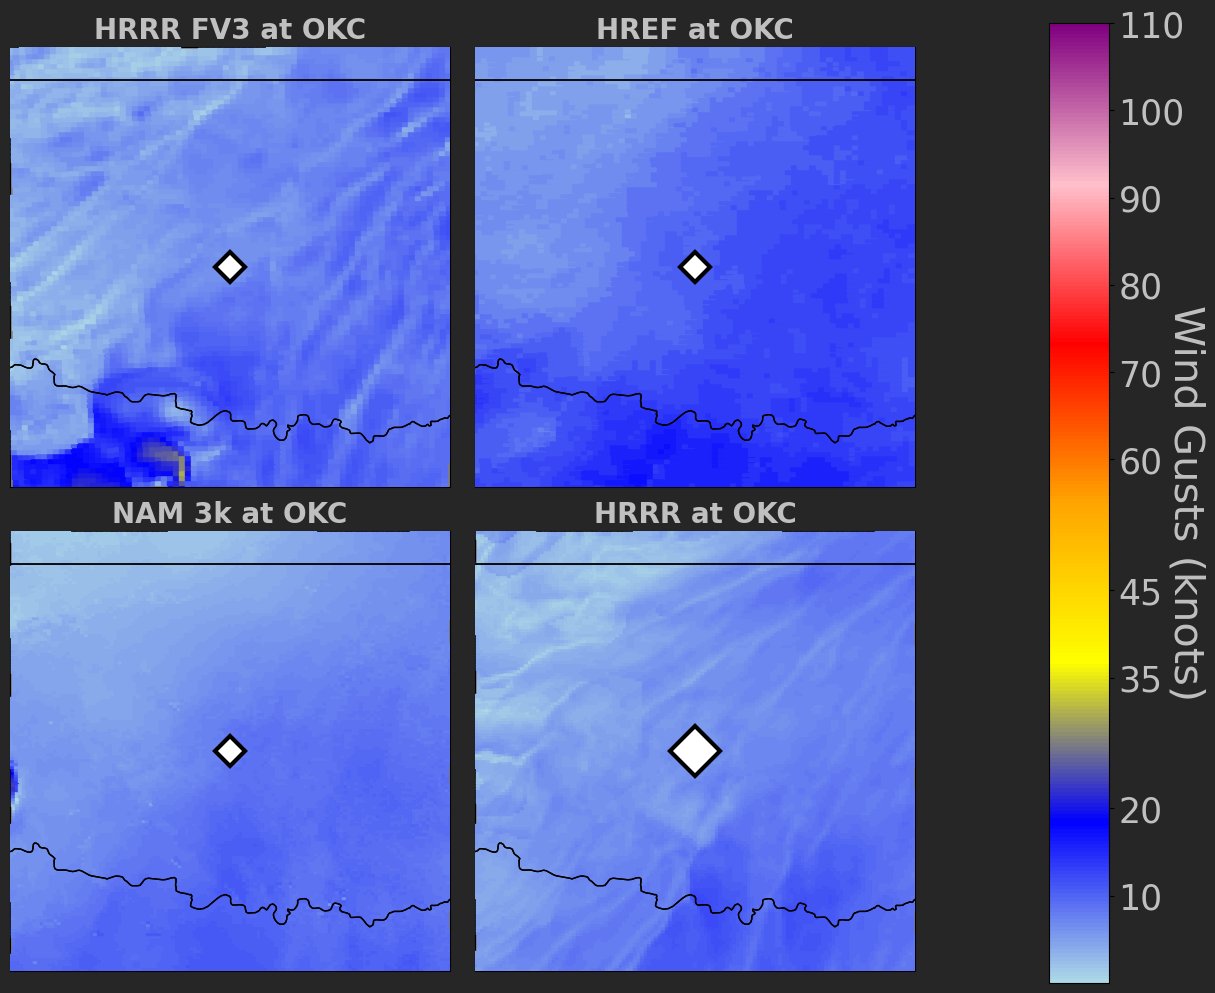 HRRR FV3 at OKC
HREF at OKC
NAM 3k at OKC
HRRR at OKC
110
100
90
80
70
60
45
35
20
10
Wind Gusts (knots)